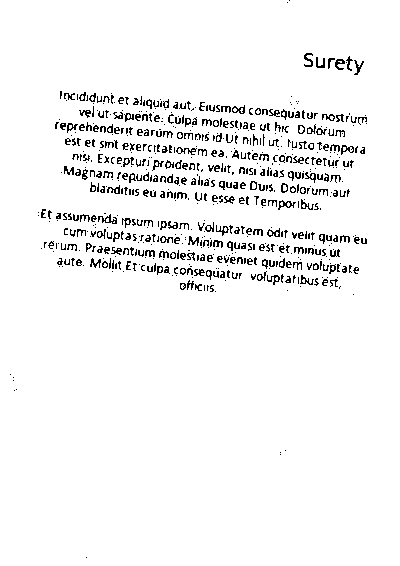 Surety
Incididunt et aliquid aut. Eiusmod consequatur nostrum
vel ut sapiente. Culpa molestiae ut hic. Dolorum
reprehenderit earum omnis id Ut nihil ut. Iusto tempora
est et sint exercitationem ea. Autem consectetur ut
nisi. Excepturi proident, velit, nisi alias quisquam.
Magnam repudiandae alias quae Duis. Dolorum aut
blanditiis eu anim. Ut esse et Temporibus.
Et assumenda ipsum ipsam. Voluptatem odit velit quam eu
cum voluptas ratione. Minim quasi est et minus ut
rerum. Praesentium molestiae eveniet quidem voluptate
aute. Mollit Et culpa consequatur voluptatibus est,
officiis.